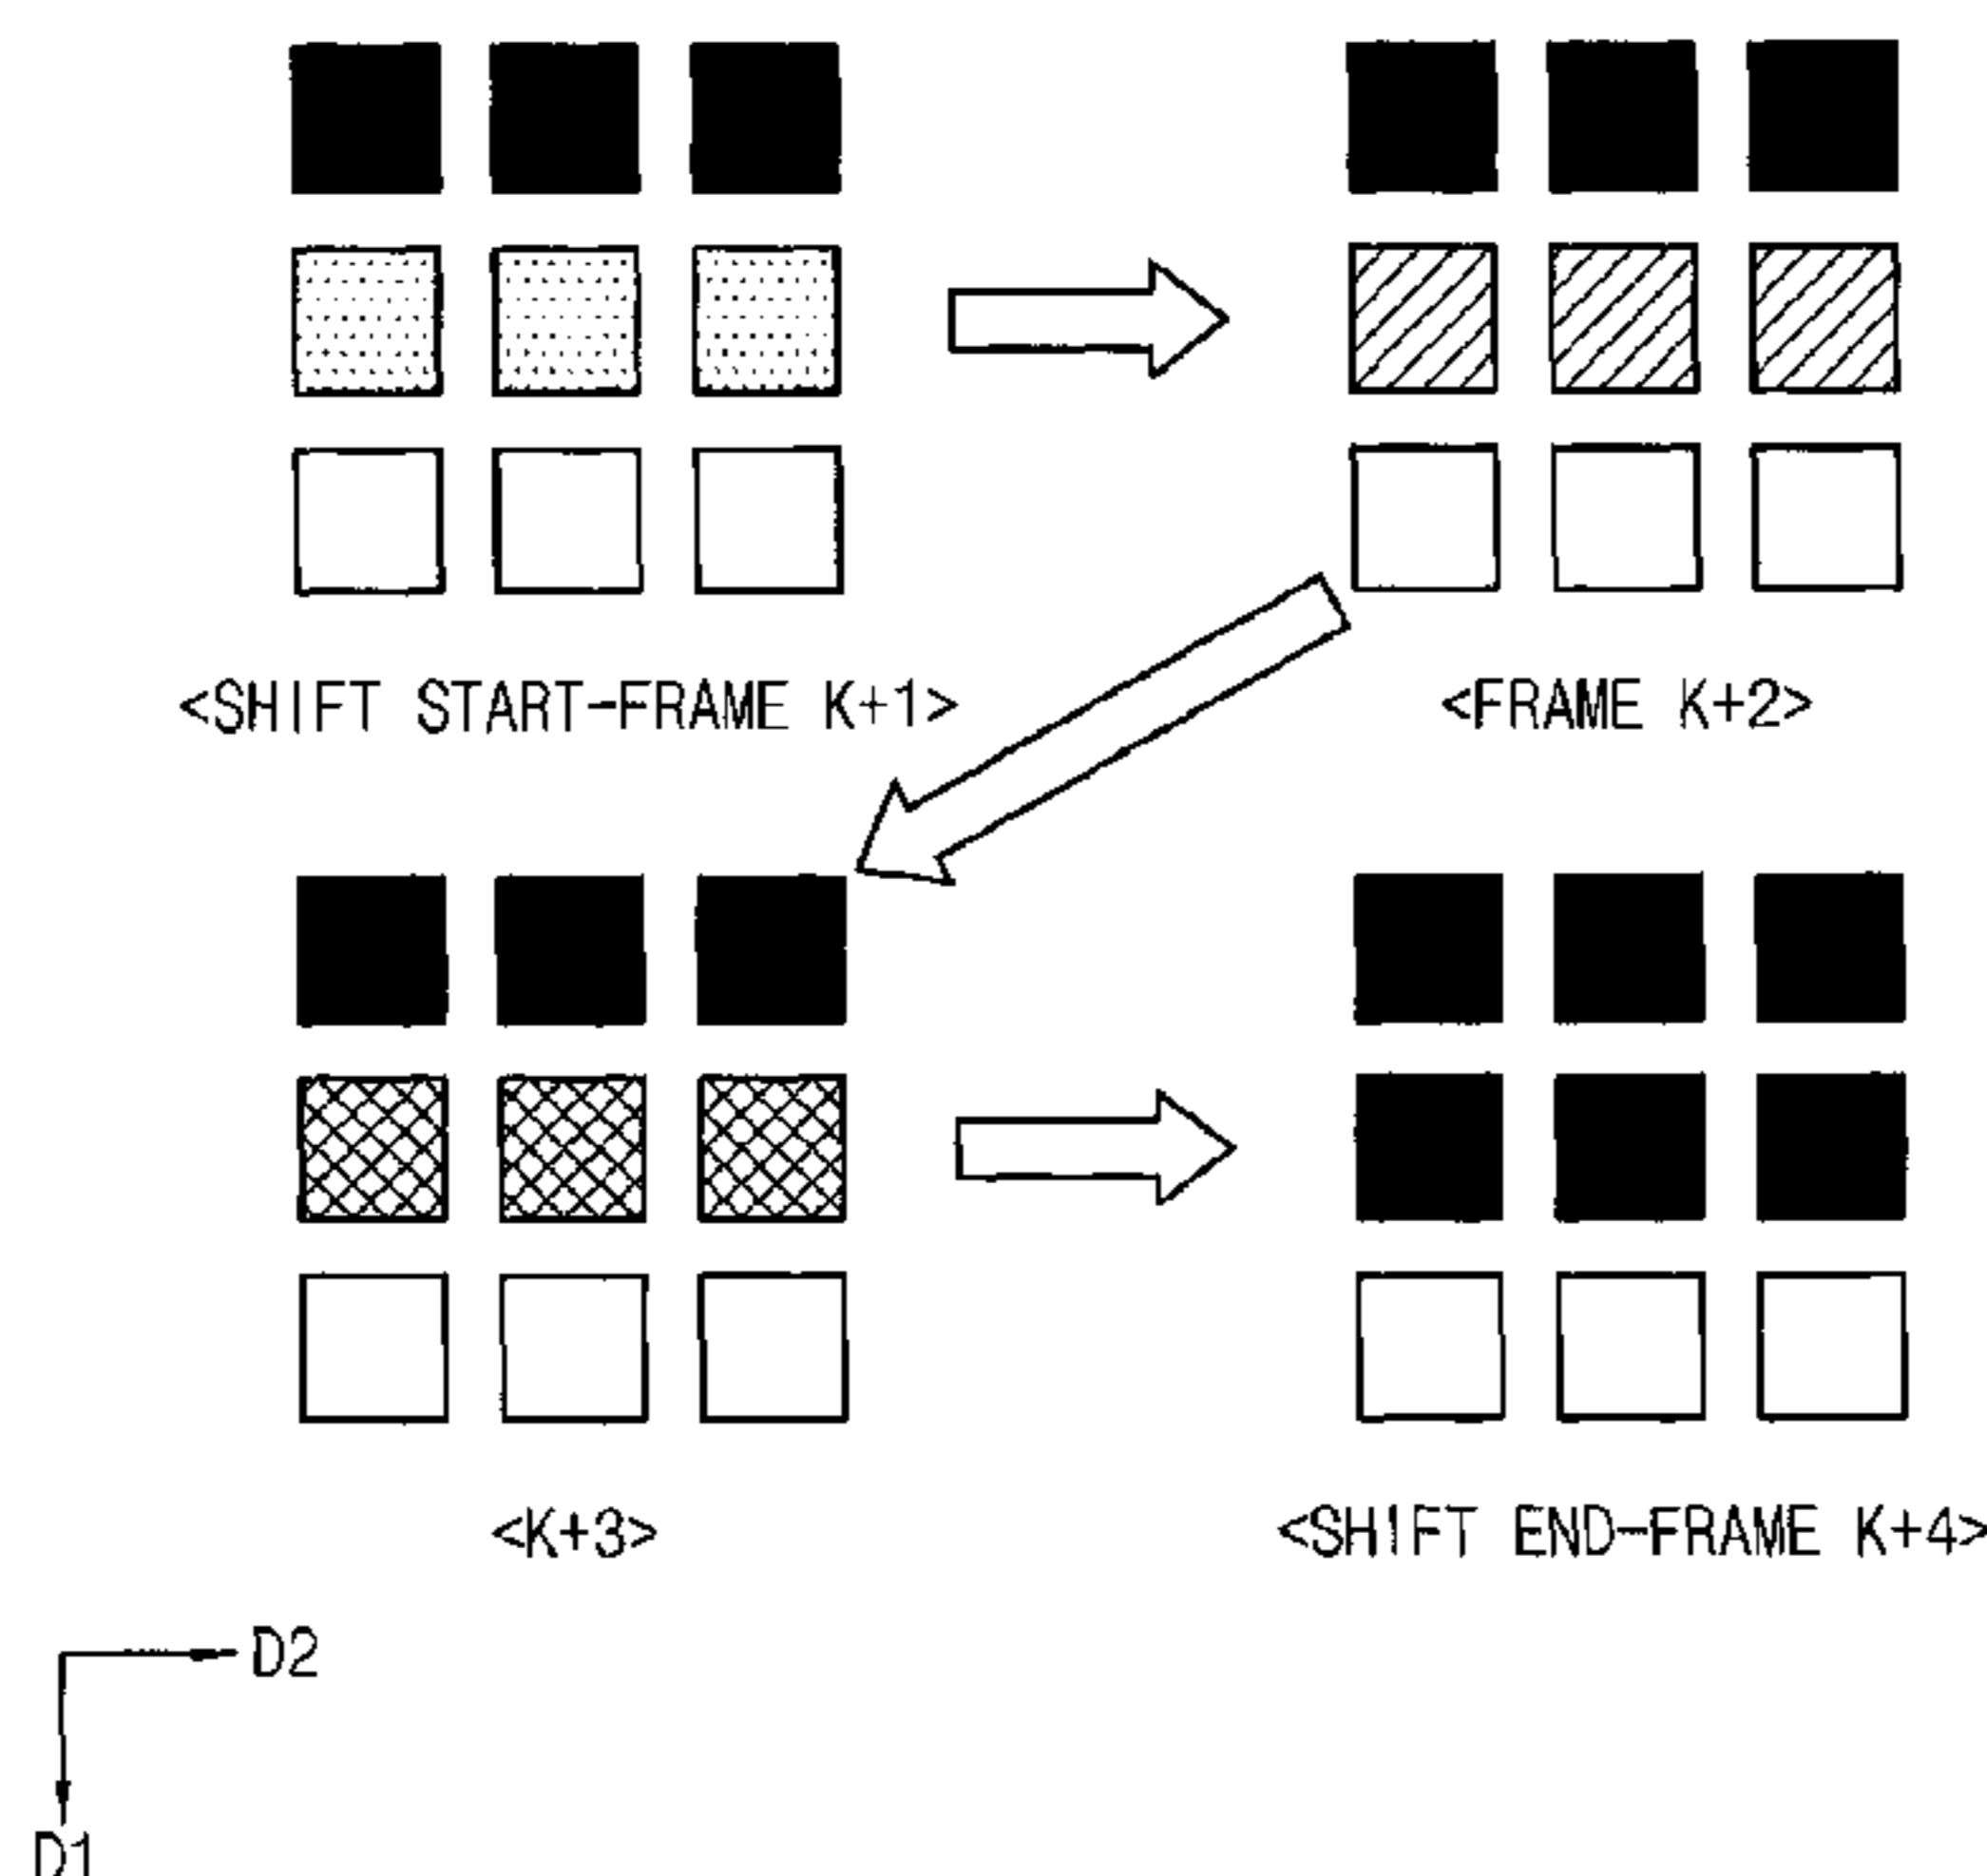 <SHIFT START-FRAME K+1>
<FRAME K+2>
<K+3>
<SHIFT END-FRAME K+4>
D2
D1